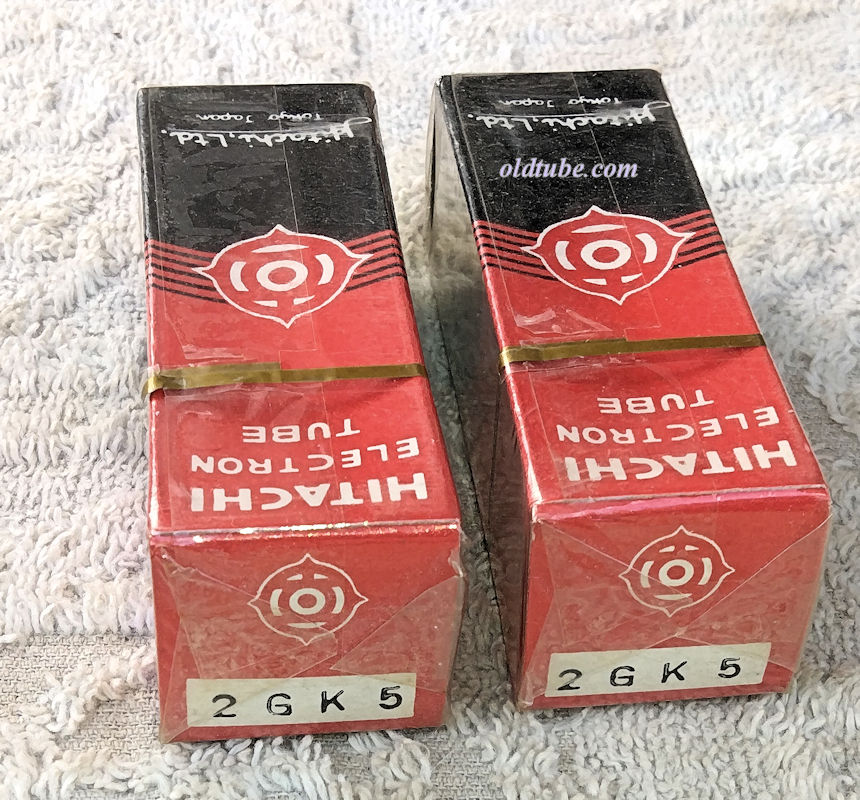 Hitachi, Ltd.
Tokyo Japan
HITACHI
ELECTRON
TUBE
2GK5
Hitachi, Ltd.
Tokyo Japan
oldtube.com
HITACHI
ELECTRON
TUBE
2GK5